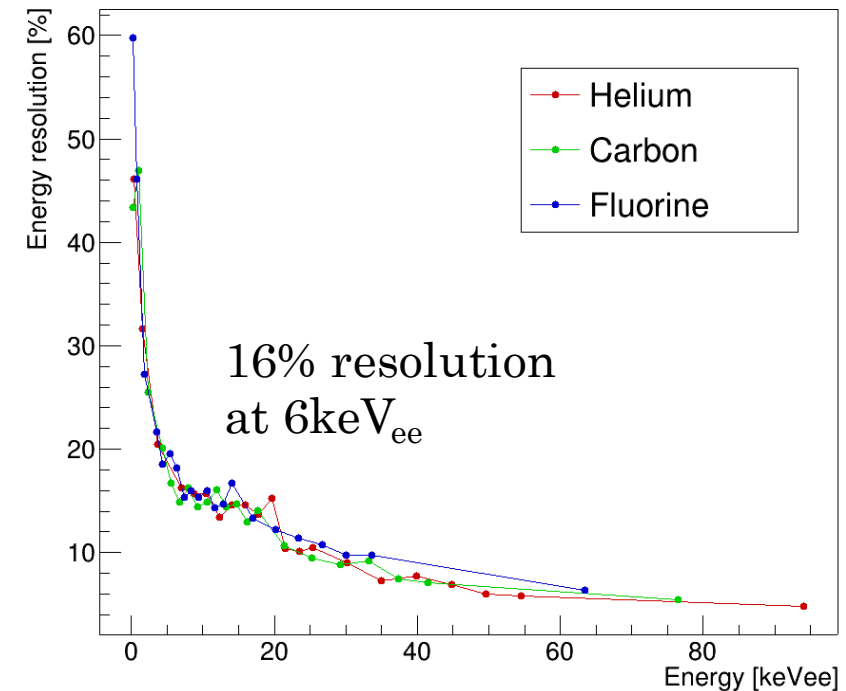 Energy resolution [%]
60
50
40
30
20
10
Helium
Carbon
Fluorine
16% resolution
at 6keVee
0
20
40
60
80
Energy [keVee]